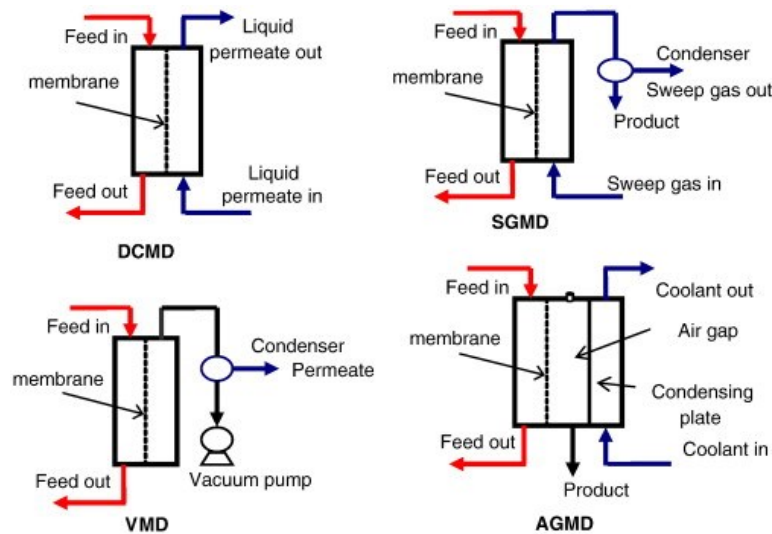 Feed in
Liquid
permeate out
membrane
Feed out
Liquid
permeate in
DCMD
Feed in
Condenser
Sweep gas out
Product
Feed out
Sweep gas in
SGMD
Feed in
membrane
Condenser
Permeate
Feed out
Vacuum pump
VMD
Feed in
Coolant out
membrane
Air gap
Condensing
plate
Feed out
Coolant in
Product
AGMD